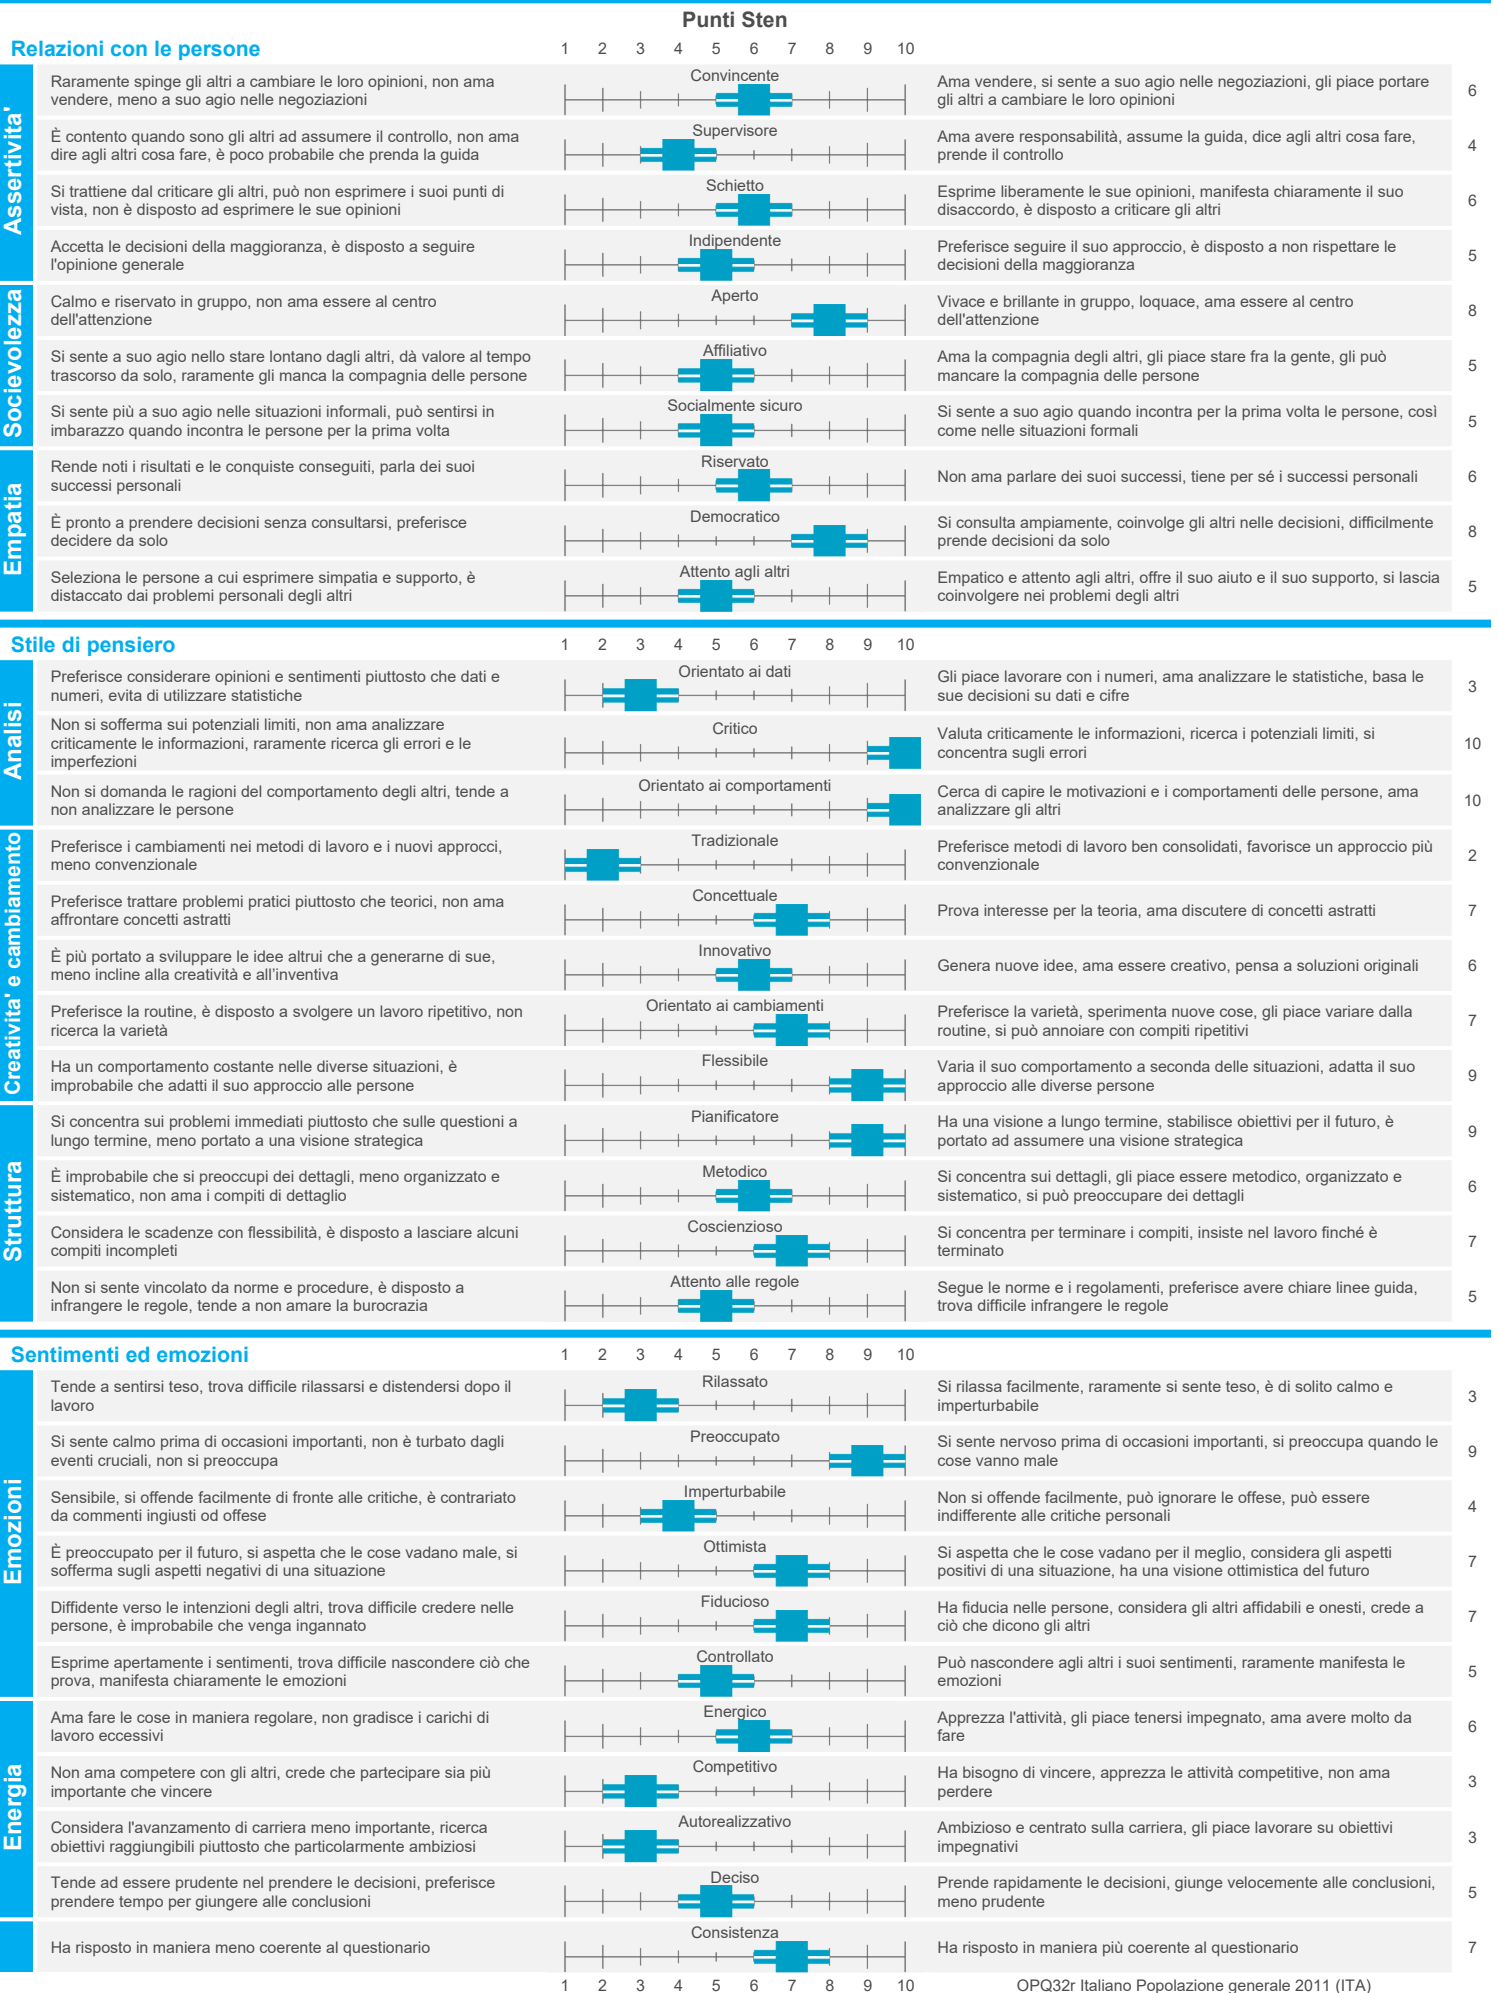 Punti Sten
Relazioni con le persone
1 2 3 4 5 6 7 8 9 10
Assertivita'
Raramente spinge gli altri a cambiare le loro opinioni, non ama
vendere, meno a suo agio nelle negoziazioni
Convincente
Ama vendere, si sente a suo agio nelle negoziazioni, gli piace portare
gli altri a cambiare le loro opinioni
6
È contento quando sono gli altri ad assumere il controllo, non ama
dire agli altri cosa fare, è poco probabile che prenda la guida
Supervisore
Ama avere responsabilità, assume la guida, dice agli altri cosa fare,
prende il controllo
4
Si trattiene dal criticare gli altri, può non esprimere i suoi punti di
vista, non è disposto ad esprimere le sue opinioni
Schietto
Esprime liberamente le sue opinioni, manifesta chiaramente il suo
disaccordo, è disposto a criticare gli altri
6
Accetta le decisioni della maggioranza, è disposto a seguire
l'opinione generale
Indipendente
Preferisce seguire il suo approccio, è disposto a non rispettare le
decisioni della maggioranza
5
Socievolezza
Calmo e riservato in gruppo, non ama essere al centro
dell'attenzione
Aperto
Vivace e brillante in gruppo, loquace, ama essere al centro
dell'attenzione
8
Si sente a suo agio nello stare lontano dagli altri, dà valore al tempo
trascorso da solo, raramente gli manca la compagnia delle persone
Affiliativo
Ama la compagnia degli altri, gli piace stare fra la gente, gli può
mancare la compagnia delle persone
5
Si sente più a suo agio nelle situazioni informali, può sentirsi in
imbarazzo quando incontra le persone per la prima volta
Socialmente sicuro
Si sente a suo agio quando incontra per la prima volta le persone, così
come nelle situazioni formali
5
Empatia
Rende noti i risultati e le conquiste conseguiti, parla dei suoi
successi personali
Riservato
Non ama parlare dei suoi successi, tiene per sé i successi personali
6
È pronto a prendere decisioni senza consultarsi, preferisce
decidere da solo
Democratico
Si consulta ampiamente, coinvolge gli altri nelle decisioni, difficilmente
prende decisioni da solo
8
Seleziona le persone a cui esprimere simpatia e supporto, è
distaccato dai problemi personali degli altri
Attento agli altri
Empatico e attento agli altri, offre il suo aiuto e il suo supporto, si lascia
coinvolgere nei problemi degli altri
5
Stile di pensiero
1 2 3 4 5 6 7 8 9 10
Analisi
Preferisce considerare opinioni e sentimenti piuttosto che dati e
numeri, evita di utilizzare statistiche
Orientato ai dati
Gli piace lavorare con i numeri, ama analizzare le statistiche, basa le
sue decisioni su dati e cifre
3
Non si sofferma sui potenziali limiti, non ama analizzare
criticamente le informazioni, raramente ricerca gli errori e le
imperfezioni
Critico
Valuta criticamente le informazioni, ricerca i potenziali limiti, si
concentra sugli errori
10
Non si domanda le ragioni del comportamento degli altri, tende a
non analizzare le persone
Orientato ai comportamenti
Cerca di capire le motivazioni e i comportamenti delle persone, ama
analizzare gli altri
10
Creativita' e cambiamento
Preferisce i cambiamenti nei metodi di lavoro e i nuovi approcci,
meno convenzionale
Tradizionale
Preferisce metodi di lavoro ben consolidati, favorisce un approccio più
convenzionale
2
Preferisce trattare problemi pratici piuttosto che teorici, non ama
affrontare concetti astratti
Concettuale
Prova interesse per la teoria, ama discutere di concetti astratti
7
È più portato a sviluppare le idee altrui che a generarne di sue,
meno incline alla creatività e all'inventiva
Innovativo
Genera nuove idee, ama essere creativo, pensa a soluzioni originali
6
Preferisce la routine, è disposto a svolgere un lavoro ripetitivo, non
ricerca la varietà
Orientato ai cambiamenti
Preferisce la varietà, sperimenta nuove cose, gli piace variare dalla
routine, si può annoiare con compiti ripetitivi
7
Ha un comportamento costante nelle diverse situazioni, è
improbabile che adatti il suo approccio alle persone
Flessibile
Varia il suo comportamento a seconda delle situazioni, adatta il suo
approccio alle diverse persone
9
Struttura
Si concentra sui problemi immediati piuttosto che sulle questioni a
lungo termine, meno portato a una visione strategica
Pianificatore
Ha una visione a lungo termine, stabilisce obiettivi per il futuro, è
portato ad assumere una visione strategica
9
È improbabile che si preoccupi dei dettagli, meno organizzato e
sistematico, non ama i compiti di dettaglio
Metodico
Si concentra sui dettagli, gli piace essere metodico, organizzato e
sistematico, si può preoccupare dei dettagli
6
Considera le scadenze con flessibilità, è disposto a lasciare alcuni
compiti incompleti
Coscienzioso
Si concentra per terminare i compiti, insiste nel lavoro finché è
terminato
7
Non si sente vincolato da norme e procedure, è disposto a
infrangere le regole, tende a non amare la burocrazia
Attento alle regole
Segue le norme e i regolamenti, preferisce avere chiare linee guida,
trova difficile infrangere le regole
5
Sentimenti ed emozioni
1 2 3 4 5 6 7 8 9 10
Emozioni
Tende a sentirsi teso, trova difficile rilassarsi e distendersi dopo il
lavoro
Rilassato
Si rilassa facilmente, raramente si sente teso, è di solito calmo e
imperturbabile
3
Si sente calmo prima di occasioni importanti, non è turbato dagli
eventi cruciali, non si preoccupa
Preoccupato
Si sente nervoso prima di occasioni importanti, si preoccupa quando le
cose vanno male
9
Sensibile, si offende facilmente di fronte alle critiche, è contrariato
da commenti ingiusti od offese
Imperturbabile
Non si offende facilmente, può ignorare le offese, può essere
indifferente alle critiche personali
4
È preoccupato per il futuro, si aspetta che le cose vadano male, si
sofferma sugli aspetti negativi di una situazione
Ottimista
Si aspetta che le cose vadano per il meglio, considera gli aspetti
positivi di una situazione, ha una visione ottimistica del futuro
7
Diffidente verso le intenzioni degli altri, trova difficile credere nelle
persone, è improbabile che venga ingannato
Fiducioso
Ha fiducia nelle persone, considera gli altri affidabili e onesti, crede a
ciò che dicono gli altri
7
Esprime apertamente i sentimenti, trova difficile nascondere ciò che
prova, manifesta chiaramente le emozioni
Controllato
Può nascondere agli altri i suoi sentimenti, raramente manifesta le
emozioni
5
Energia
Ama fare le cose in maniera regolare, non gradisce i carichi di
lavoro eccessivi
Energico
Apprezza l'attività, gli piace tenersi impegnato, ama avere molto da
fare
6
Non ama competere con gli altri, crede che partecipare sia più
importante che vincere
Competitivo
Ha bisogno di vincere, apprezza le attività competitive, non ama
perdere
3
Considera l'avanzamento di carriera meno importante, ricerca
obiettivi raggiungibili piuttosto che particolarmente ambiziosi
Autorealizzativo
Ambizioso e centrato sulla carriera, gli piace lavorare su obiettivi
impegnativi
3
Tende ad essere prudente nel prendere le decisioni, preferisce
prendere tempo per giungere alle conclusioni
Deciso
Prende rapidamente le decisioni, giunge velocemente alle conclusioni,
meno prudente
5
Ha risposto in maniera meno coerente al questionario
Consistenza
Ha risposto in maniera più coerente al questionario
7
1 2 3 4 5 6 7 8 9 10
OPQ32r Italiano Popolazione generale 2011 (ITA)